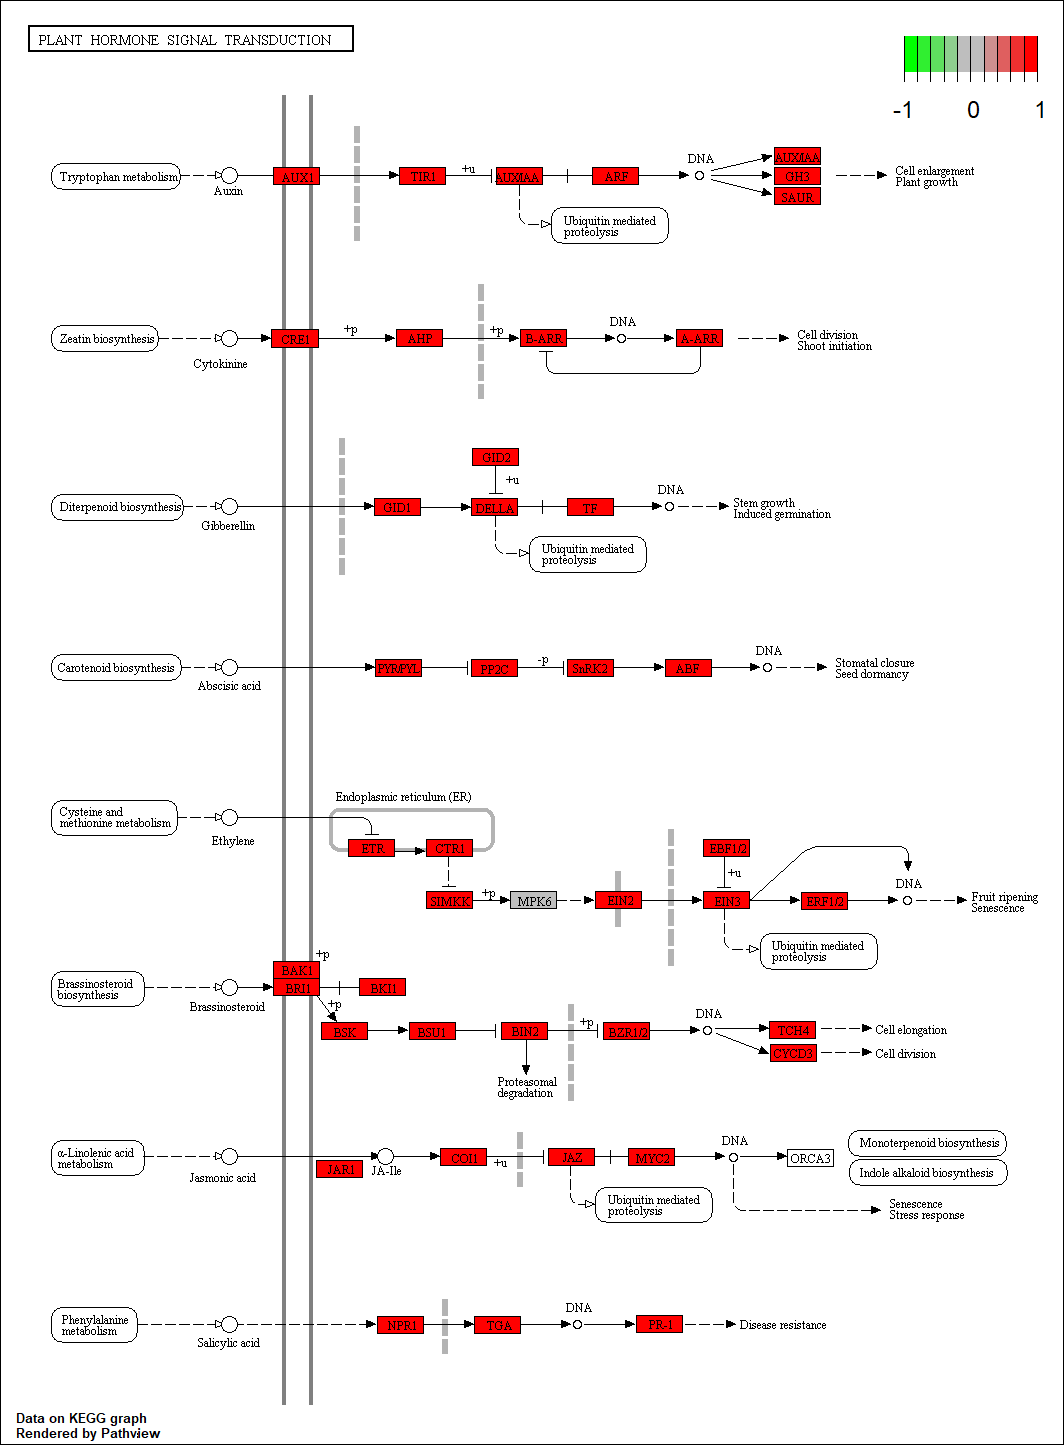 PLANT HORMONE SIGNAL TRANSDUCTION
-1 0 1
Tryptophan metabolism
Auxin
AUX1
TIR1
+u
AUX/IAA
ARF
DNA
AUX/IAA
GH3
SAUR
Cell enlargement
Plant growth
Ubiquitin mediated
proteolysis
Zeatin biosynthesis
Cytokinine
CRE1
+p
AHP
+p
B-ARR
DNA
A-ARR
Cell division
Shoot initiation
GID2
+u
Diterpenoid biosynthesis
Gibberellin
GID1
DELLA
TF
DNA
Stem growth
Induced germination
Ubiquitin mediated
proteolysis
Carotenoid biosynthesis
Abscisic acid
PYR/PYL
PP2C
-p
SnRK2
ABF
DNA
Stomatal closure
Seed dormancy
Endoplasmic reticulum (ER)
Cysteine and
methionine metabolism
Ethylene
ETR
CTR1
EBF1/2
+u
SIMKK
+p
MPK6
EIN2
EIN3
ERF1/2
DNA
Fruit ripening
Senescence
Ubiquitin mediated
proteolysis
Brassinosteroid
biosynthesis
Brassinosteroid
BAK1
+p
BRI1
BKI1
+p
BSK
BSU1
BIN2
+p
BZR1/2
DNA
TCH4
Cell elongation
CYCD3
Cell division
Proteasomal
degradation
α-Linolenic acid
metabolism
Jasmonic acid
JAR1
JA-Ile
COI1
+u
JAZ
MYC2
DNA
ORCA3
Monoterpenoid biosynthesis
Indole alkaloid biosynthesis
Ubiquitin mediated
proteolysis
Senescence
Stress response
Phenylalanine
metabolism
Salicylic acid
NPR1
TGA
DNA
PR-1
Disease resistance
Data on KEGG graph
Rendered by Pathview